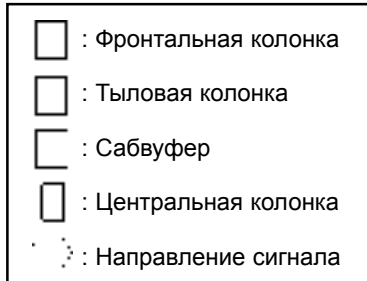 : Фронтальная колонка
: Тыловая колонка
: Сабвуфер
: Центральная колонка
: Направление сигнала